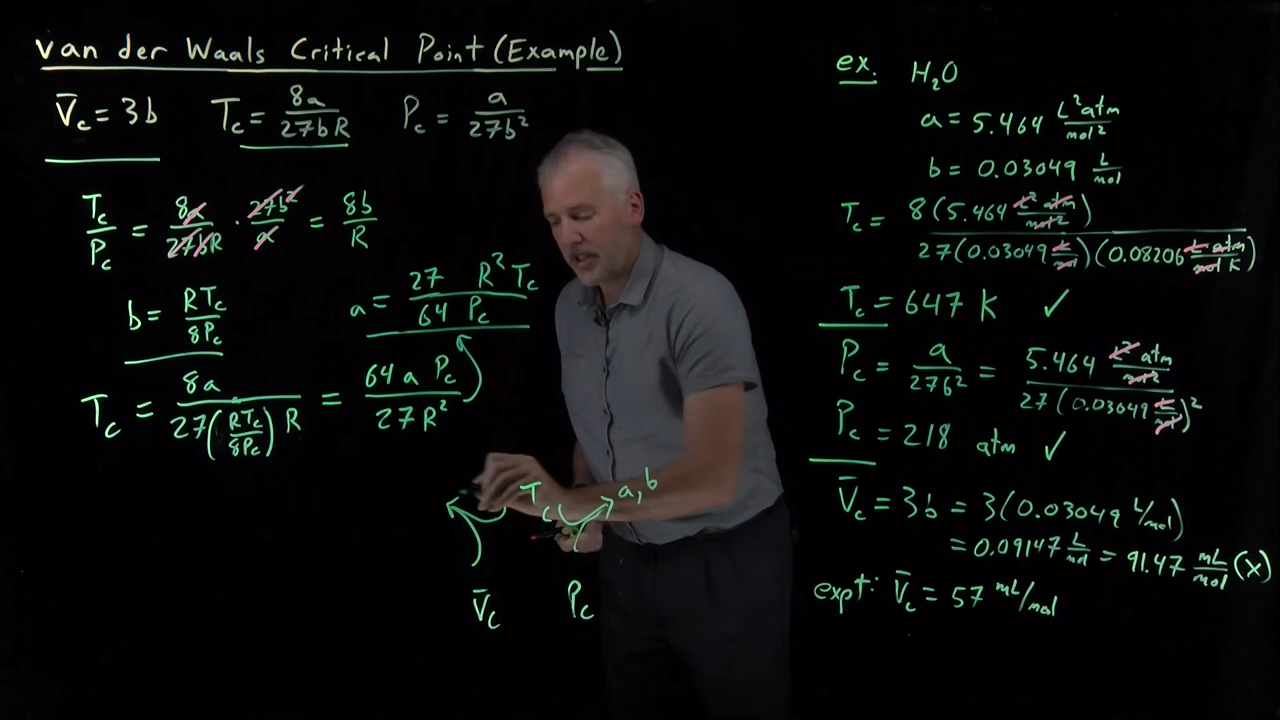 van der Waals Critical Point (Example)
V̄c = 3b Tc = 8a/27bR Pc = a/27b²
Tc/Pc = 8a/27bR · 27b²/a = 8b/R
b = RTc/8Pc a = 27 R²Tc/64 Pc
Tc = 8a/27(RTc/8Pc)R = 64 a Pc/27R²
Tc a, b
V̄c Pc
ex. H₂O
a = 5.464 L²atm/mol²
b = 0.03049 L/mol
Tc = 8(5.464 L² atm/mol²)/27(0.03049 L/mol)(0.08206 L atm/mol K)
Tc = 647 K ✓
Pc = a/27b² = 5.464 L² atm/mol²/27(0.03049 L/mol)²
Pc = 218 atm ✓
V̄c = 3b = 3(0.03049 L/mol)
= 0.09147 L/mol = 91.47 mL/mol (x)
expt: V̄c = 57 mL/mol